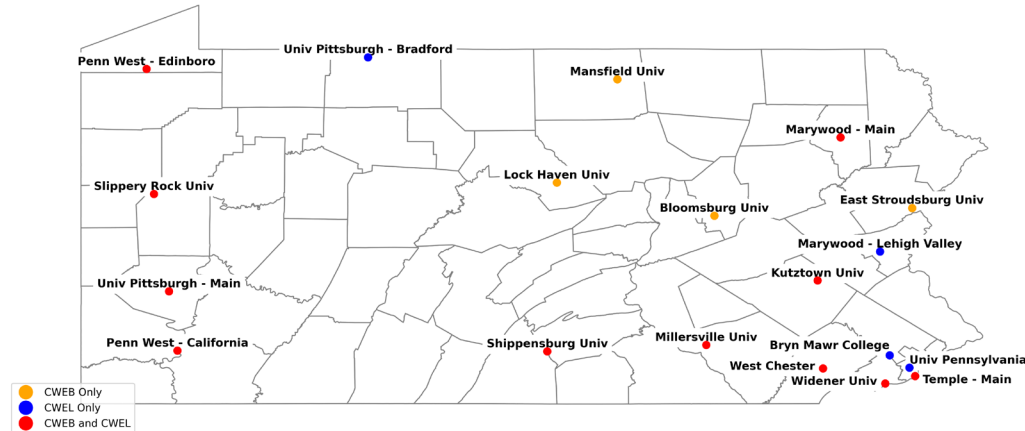 Univ Pittsburgh - Bradford
Penn West - Edinboro
Mansfield Univ
Marywood - Main
Lock Haven Univ
Slippery Rock Univ
East Stroudsburg Univ
Bloomsburg Univ
Marywood - Lehigh Valley
Kutztown Univ
Univ Pittsburgh - Main
Millersville Univ
Penn West - California
Shippensburg Univ
Bryn Mawr College
Univ Pennsylvania
West Chester
Widener Univ
Temple - Main
CWEB Only
CWEL Only
CWEB and CWEL